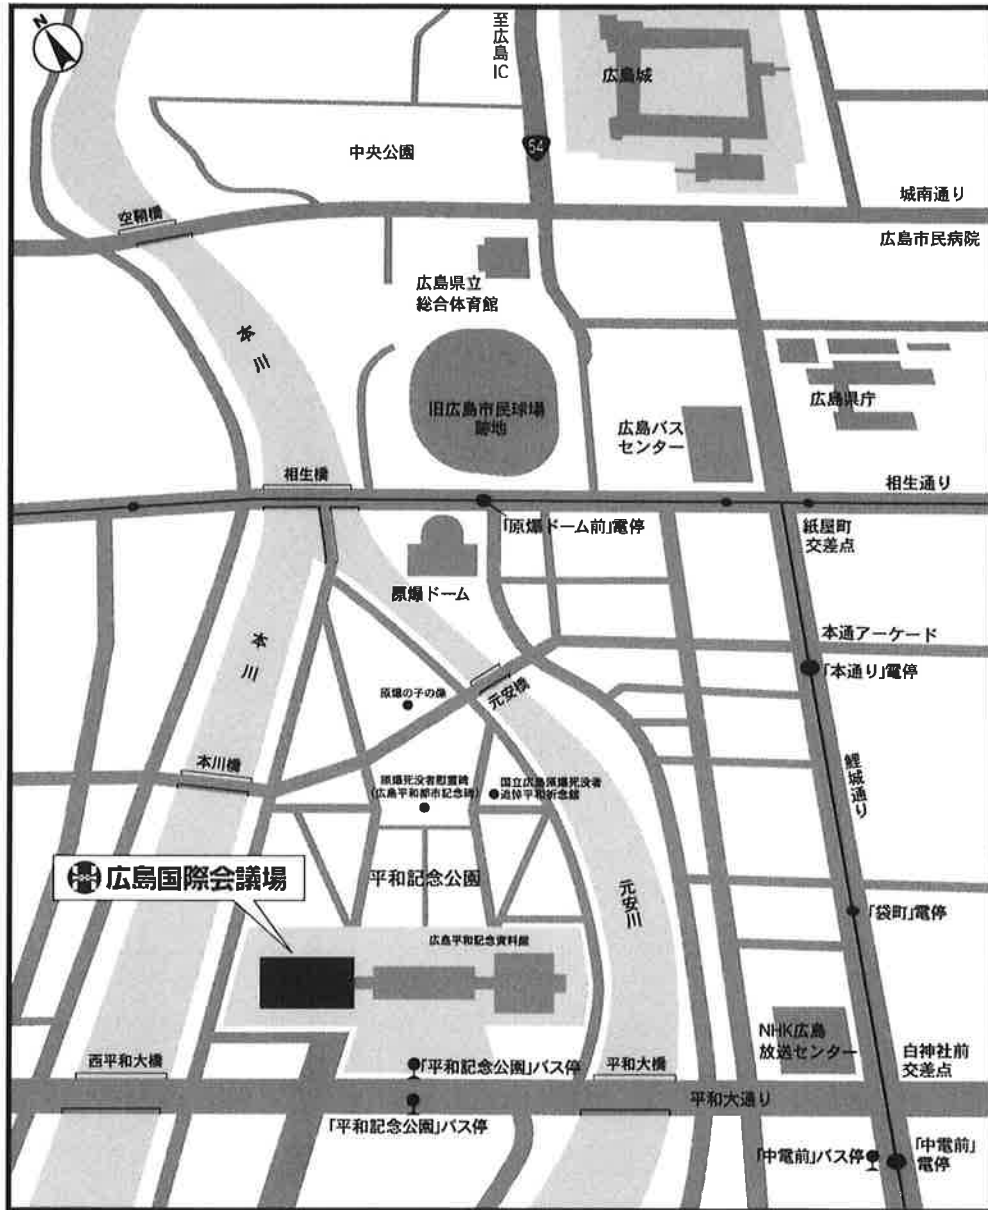 N
至広島IC
広島城
54
中央公園
城南通り
空鞘橋
広島市民病院
広島県立
総合体育館
本川
旧広島市民球場
跡地
広島バス
センター
広島県庁
相生橋
相生通り
「原爆ドーム前」電停
紙屋町
交差点
原爆ドーム
本通アーケード
本川
「本通り」電停
原爆の子の像
元安橋
本川橋
原爆死没者慰霊碑
(広島平和都市記念碑)
国立広島原爆死没者
追悼平和祈念館
鯉城通り
広島国際会議場
平和記念公園
元安川
「袋町」電停
広島平和記念資料館
NHK広島
放送センター
白神社前
交差点
西平和大橋
「平和記念公園」バス停
平和大橋
平和大通り
「平和記念公園」バス停
「中電前」バス停
「中電前」
電停